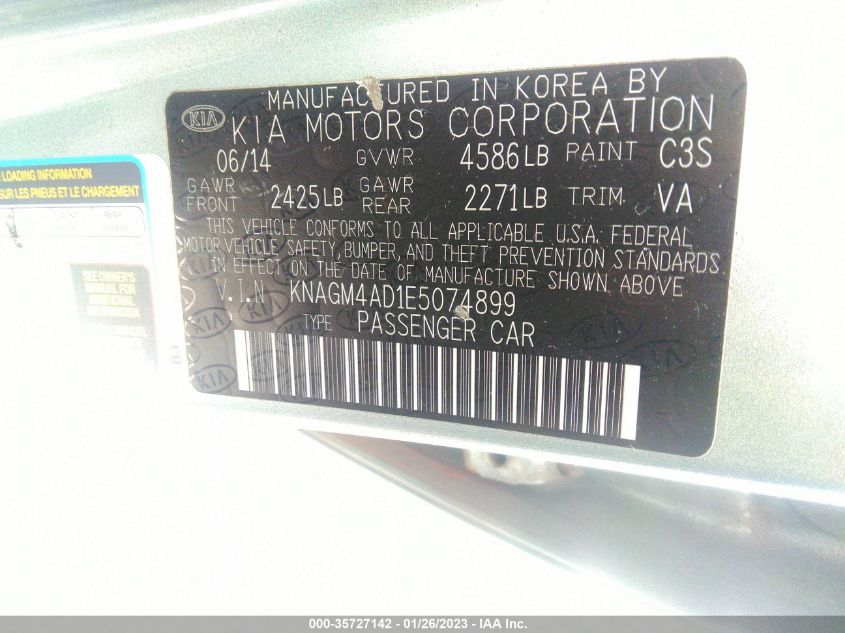 MANUFACTURED IN KOREA BY
KIA KIA MOTORS CORPORATION
06/14 GVWR 4586LB PAINT C3S
GAWR FRONT 2425LB GAWR REAR 2271LB TRIM VA
THIS VEHICLE CONFORMS TO ALL APPLICABLE U.S.A. FEDERAL
MOTOR VEHICLE SAFETY, BUMPER, AND THEFT PREVENTION STANDARDS
IN EFFECT ON THE DATE OF MANUFACTURE SHOWN ABOVE
V.I.N KNAGM4AD1E5074899
TYPE PASSENGER CAR
LOADING INFORMATION
SUR LES PNEUS ET LE CHARGEMENT
SEE OWNER'S
MANUAL FOR
ADDITIONAL
INFORMATION
000-35727142 - 01/26/2023 - IAA Inc.